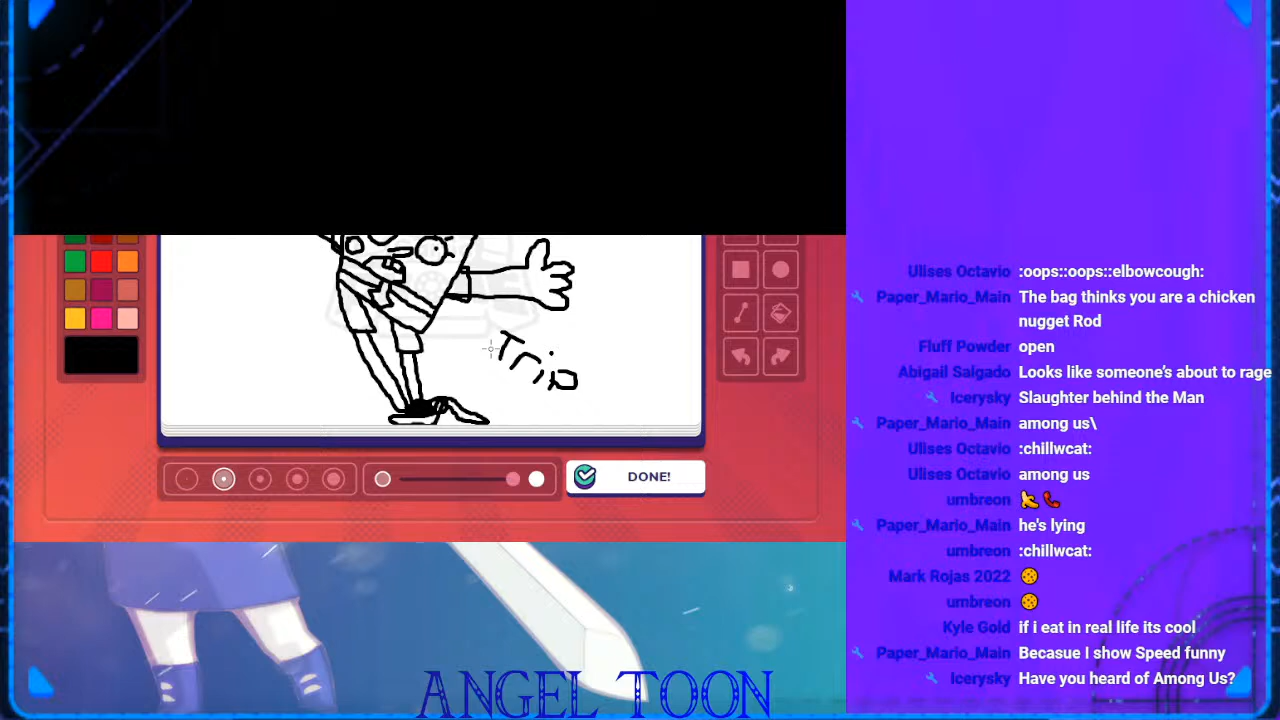 Trip
DONE!
ANGEL TOON
Ulises Octavio :oops::oops::elbowcough:
Paper_Mario_Main The bag thinks you are a chicken
nugget Rod
Fluff Powder open
Abigail Salgado Looks like someone's about to rage
Icerysky Slaughter behind the Man
Paper_Mario_Main among us\
Ulises Octavio :chillwcat:
Ulises Octavio among us
umbreon 🍌🌶️
Paper_Mario_Main he's lying
umbreon :chillwcat:
Mark Rojas 2022 🍪
umbreon 🍪
Kyle Gold if i eat in real life its cool
Paper_Mario_Main Becasue I show Speed funny
Icerysky Have you heard of Among Us?